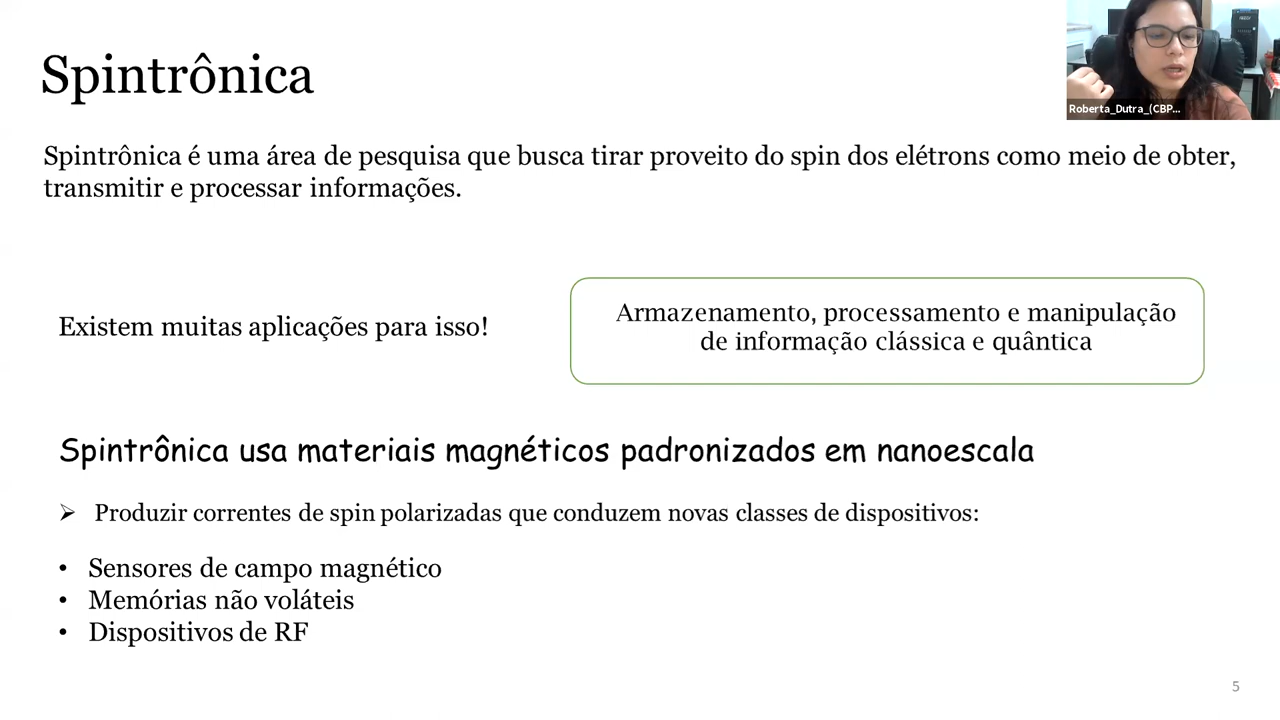 Spintrônica
Roberta_Dutra_(CBP...
Spintrônica é uma área de pesquisa que busca tirar proveito do spin dos elétrons como meio de obter,
transmitir e processar informações.
Existem muitas aplicações para isso!
Armazenamento, processamento e manipulação
de informação clássica e quântica
Spintrônica usa materiais magnéticos padronizados em nanoescala
➢ Produzir correntes de spin polarizadas que conduzem novas classes de dispositivos:
• Sensores de campo magnético
• Memórias não voláteis
• Dispositivos de RF
5